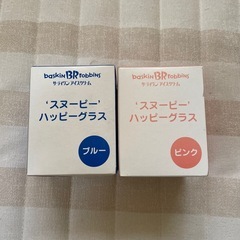 baskin BR robbins
サーティワン アイスクリーム
'スヌーピー'
ハッピーグラス
ブルー
baskin BR robbins
サーティワン アイスクリーム
'スヌーピー'
ハッピーグラス
ピンク